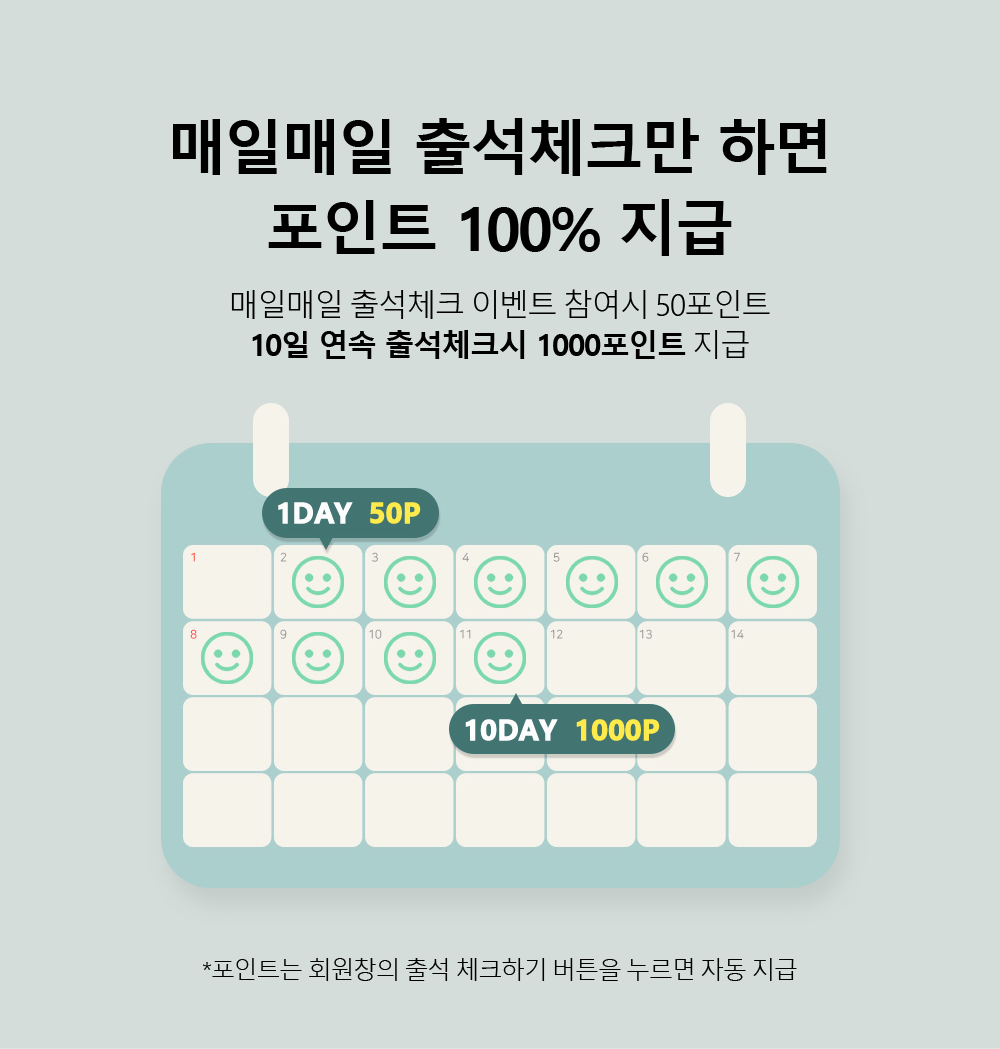 매일매일 출석체크만 하면
포인트 100% 지급
매일매일 출석체크 이벤트 참여시 50포인트
10일 연속 출석체크시 1000포인트 지급
1DAY 50P
1 2 3 4 5 6 7
8 9 10 11 12 13 14
10DAY 1000P
*포인트는 회원창의 출석 체크하기 버튼을 누르면 자동 지급